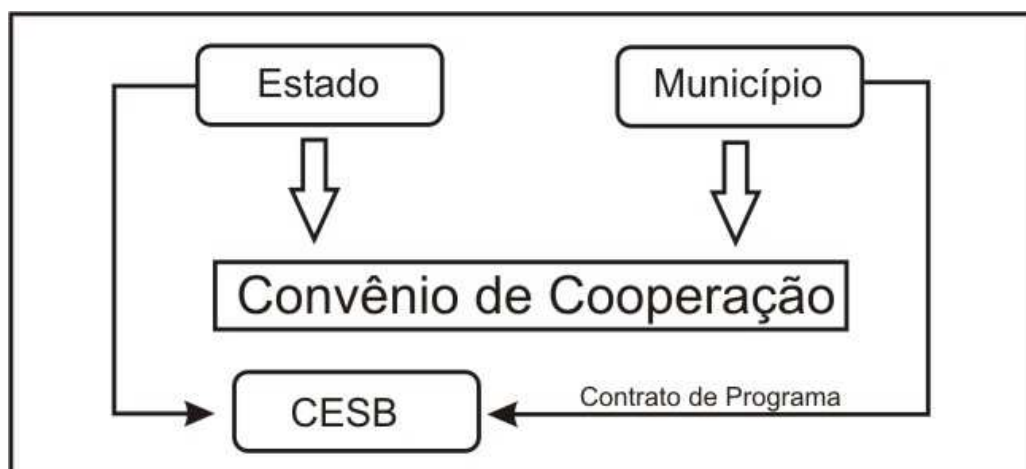 Estado
Município
Convênio de Cooperação
CESB
Contrato de Programa